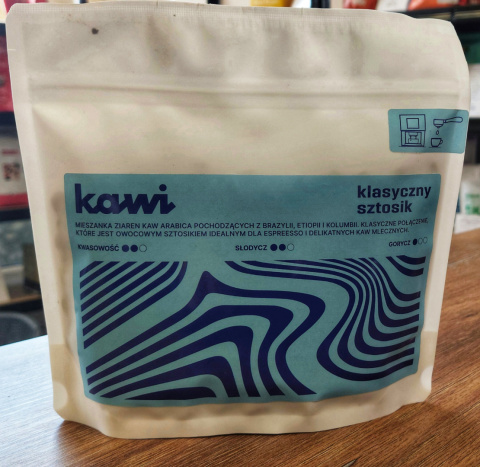 kawi
klasyczny
sztosik
MIESZANKA ZIAREN KAW ARABICA POCHODZĄCYCH Z BRAZYLII, ETIOPII I KOLUMBII. KLASYCZNE POŁĄCZENIE,
KTÓRE JEST OWOCOWYM SZTOSIKIEM IDEALNYM DLA ESPRESSO I DELIKATNYCH KAW MLECZNYCH.
KWASOWOŚĆ SŁODYCZ GORYCZ